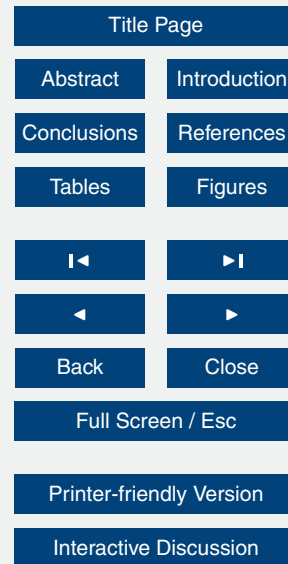 Title Page
Abstract Introduction
Conclusions References
Tables Figures
Back Close
Full Screen / Esc
Printer-friendly Version
Interactive Discussion